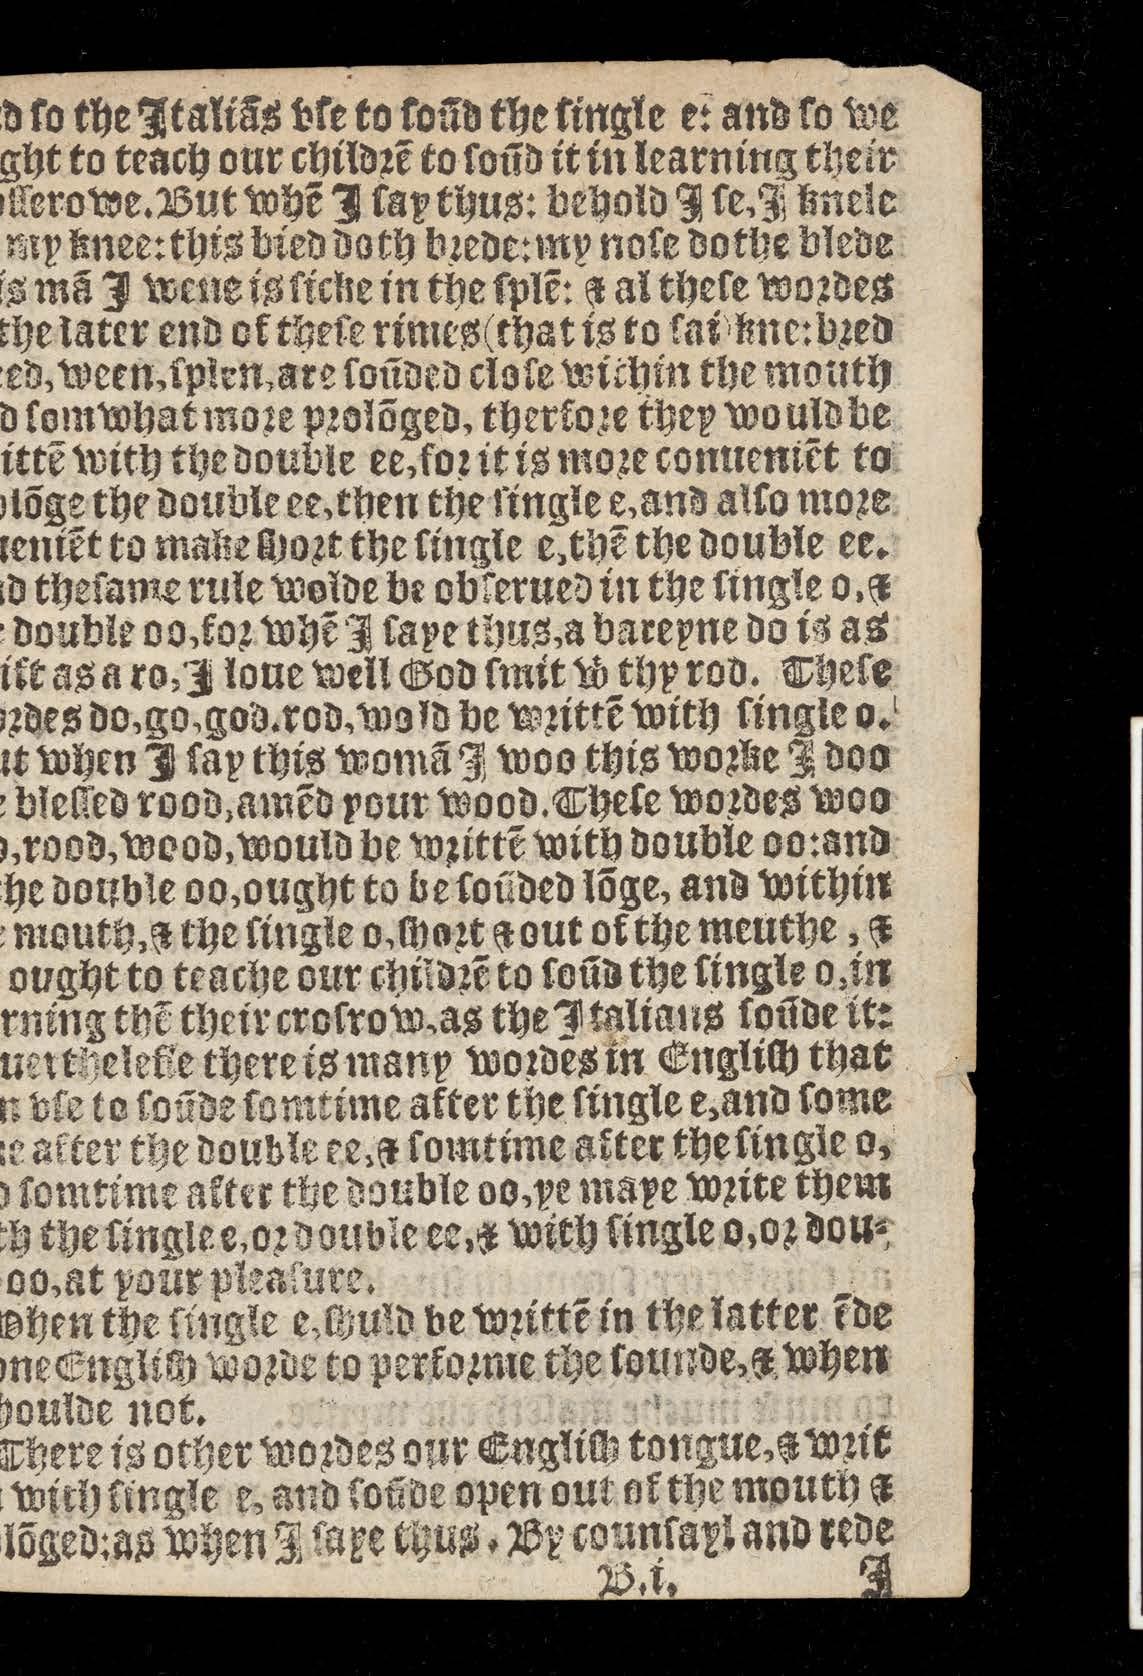 d ſo the Italiãs vſe to ſoũd the ſingle e: and ſo we
ght to teach our childrẽ to ſoũd it in learning their
oſſerowe. But whẽ I ſay thus: behold I ſe, I knele
my knee: this bied doth brede: my noſe dothe blede
is mã I wene is ſicke in the ſplẽ: & al theſe wordes
the later end of theſe rimes (that is to ſai) kne: bred
eed, ween, ſplen, are ſoũded cloſe within the mouth
d ſomwhat more prolõged, therfore they would be
ittẽ with the double ee, for it is more conueniẽt to
olõge the double ee, then the ſingle e, and alſo more
ueniẽt to make ſhort the ſingle e, thẽ the double ee.
d theſame rule wolde be obſerued in the ſingle o, &
e double oo, for whẽ I ſaye thus, a bareyne do is as
ift as a ro, I loue well God ſmit wͭ thy rod. Theſe
ordes do, go, god. rod, wold be writtẽ with ſingle o.
ut when I ſay this womã I woo this worke I doo
e bleſſed rood, amẽd your wood. Theſe wordes woo
o, rood, wood, would be writtẽ with double oo: and
the double oo, ought to be ſoũded lõge, and within
e mouth, & the ſingle o, ſhort & out of the meuthe, &
ought to teache our childrẽ to ſoũd the ſingle o, in
rning thẽ their croſrow, as the Italians ſoũde it:
uertheleſſe there is many wordes in Engliſh that
n vſe to ſoũde ſomtime after the ſingle e, and ſome
e after the double ee, & ſomtime after the ſingle o,
d ſomtime after the double oo, ye maye write them
th the ſingle e, or double ee, & with ſingle o, or dou⸗
oo, at your pleaſure.
When the ſingle e, ſhuld be writtẽ in the latter ẽde
one Engliſh worde to performe the ſounde, & when
houlde not.
There is other wordes our Engliſh tongue, & writ
with ſingle e, and ſoũde open out of the mouth &
lõged: as when I ſaye thus. By counſayl and rede
B.i. I